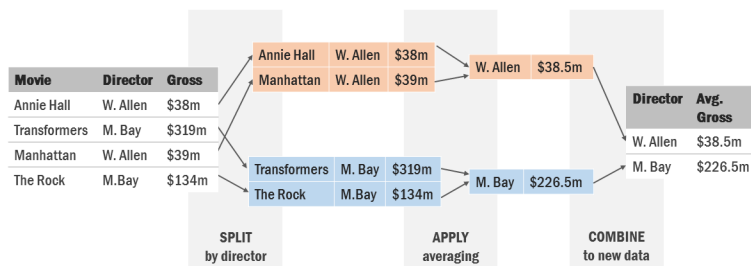 Movie Director Gross
Annie Hall W. Allen $38m
Transformers M. Bay $319m
Manhattan W. Allen $39m
The Rock M.Bay $134m
Annie Hall W. Allen $38m
Manhattan W. Allen $39m
Transformers M. Bay $319m
The Rock M.Bay $134m
W. Allen $38.5m
M. Bay $226.5m
Director Avg.
Gross
W. Allen $38.5m
M. Bay $226.5m
SPLIT
by director
APPLY
averaging
COMBINE
to new data